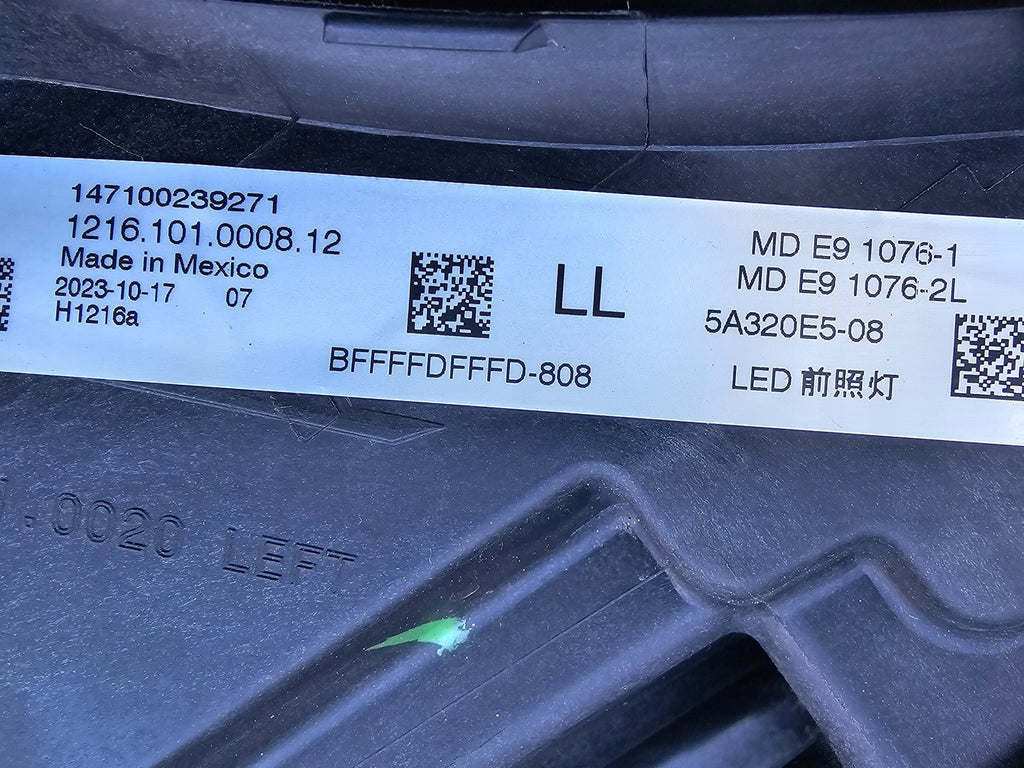 147100239271
1216.101.0008.12
Made in Mexico
2023-10-17 07
H1216a
LL
BFFFFDFFFD-808
MD E9 1076-1
MD E9 1076-2L
5A320E5-08
LED 前照灯
.9020 LEFT